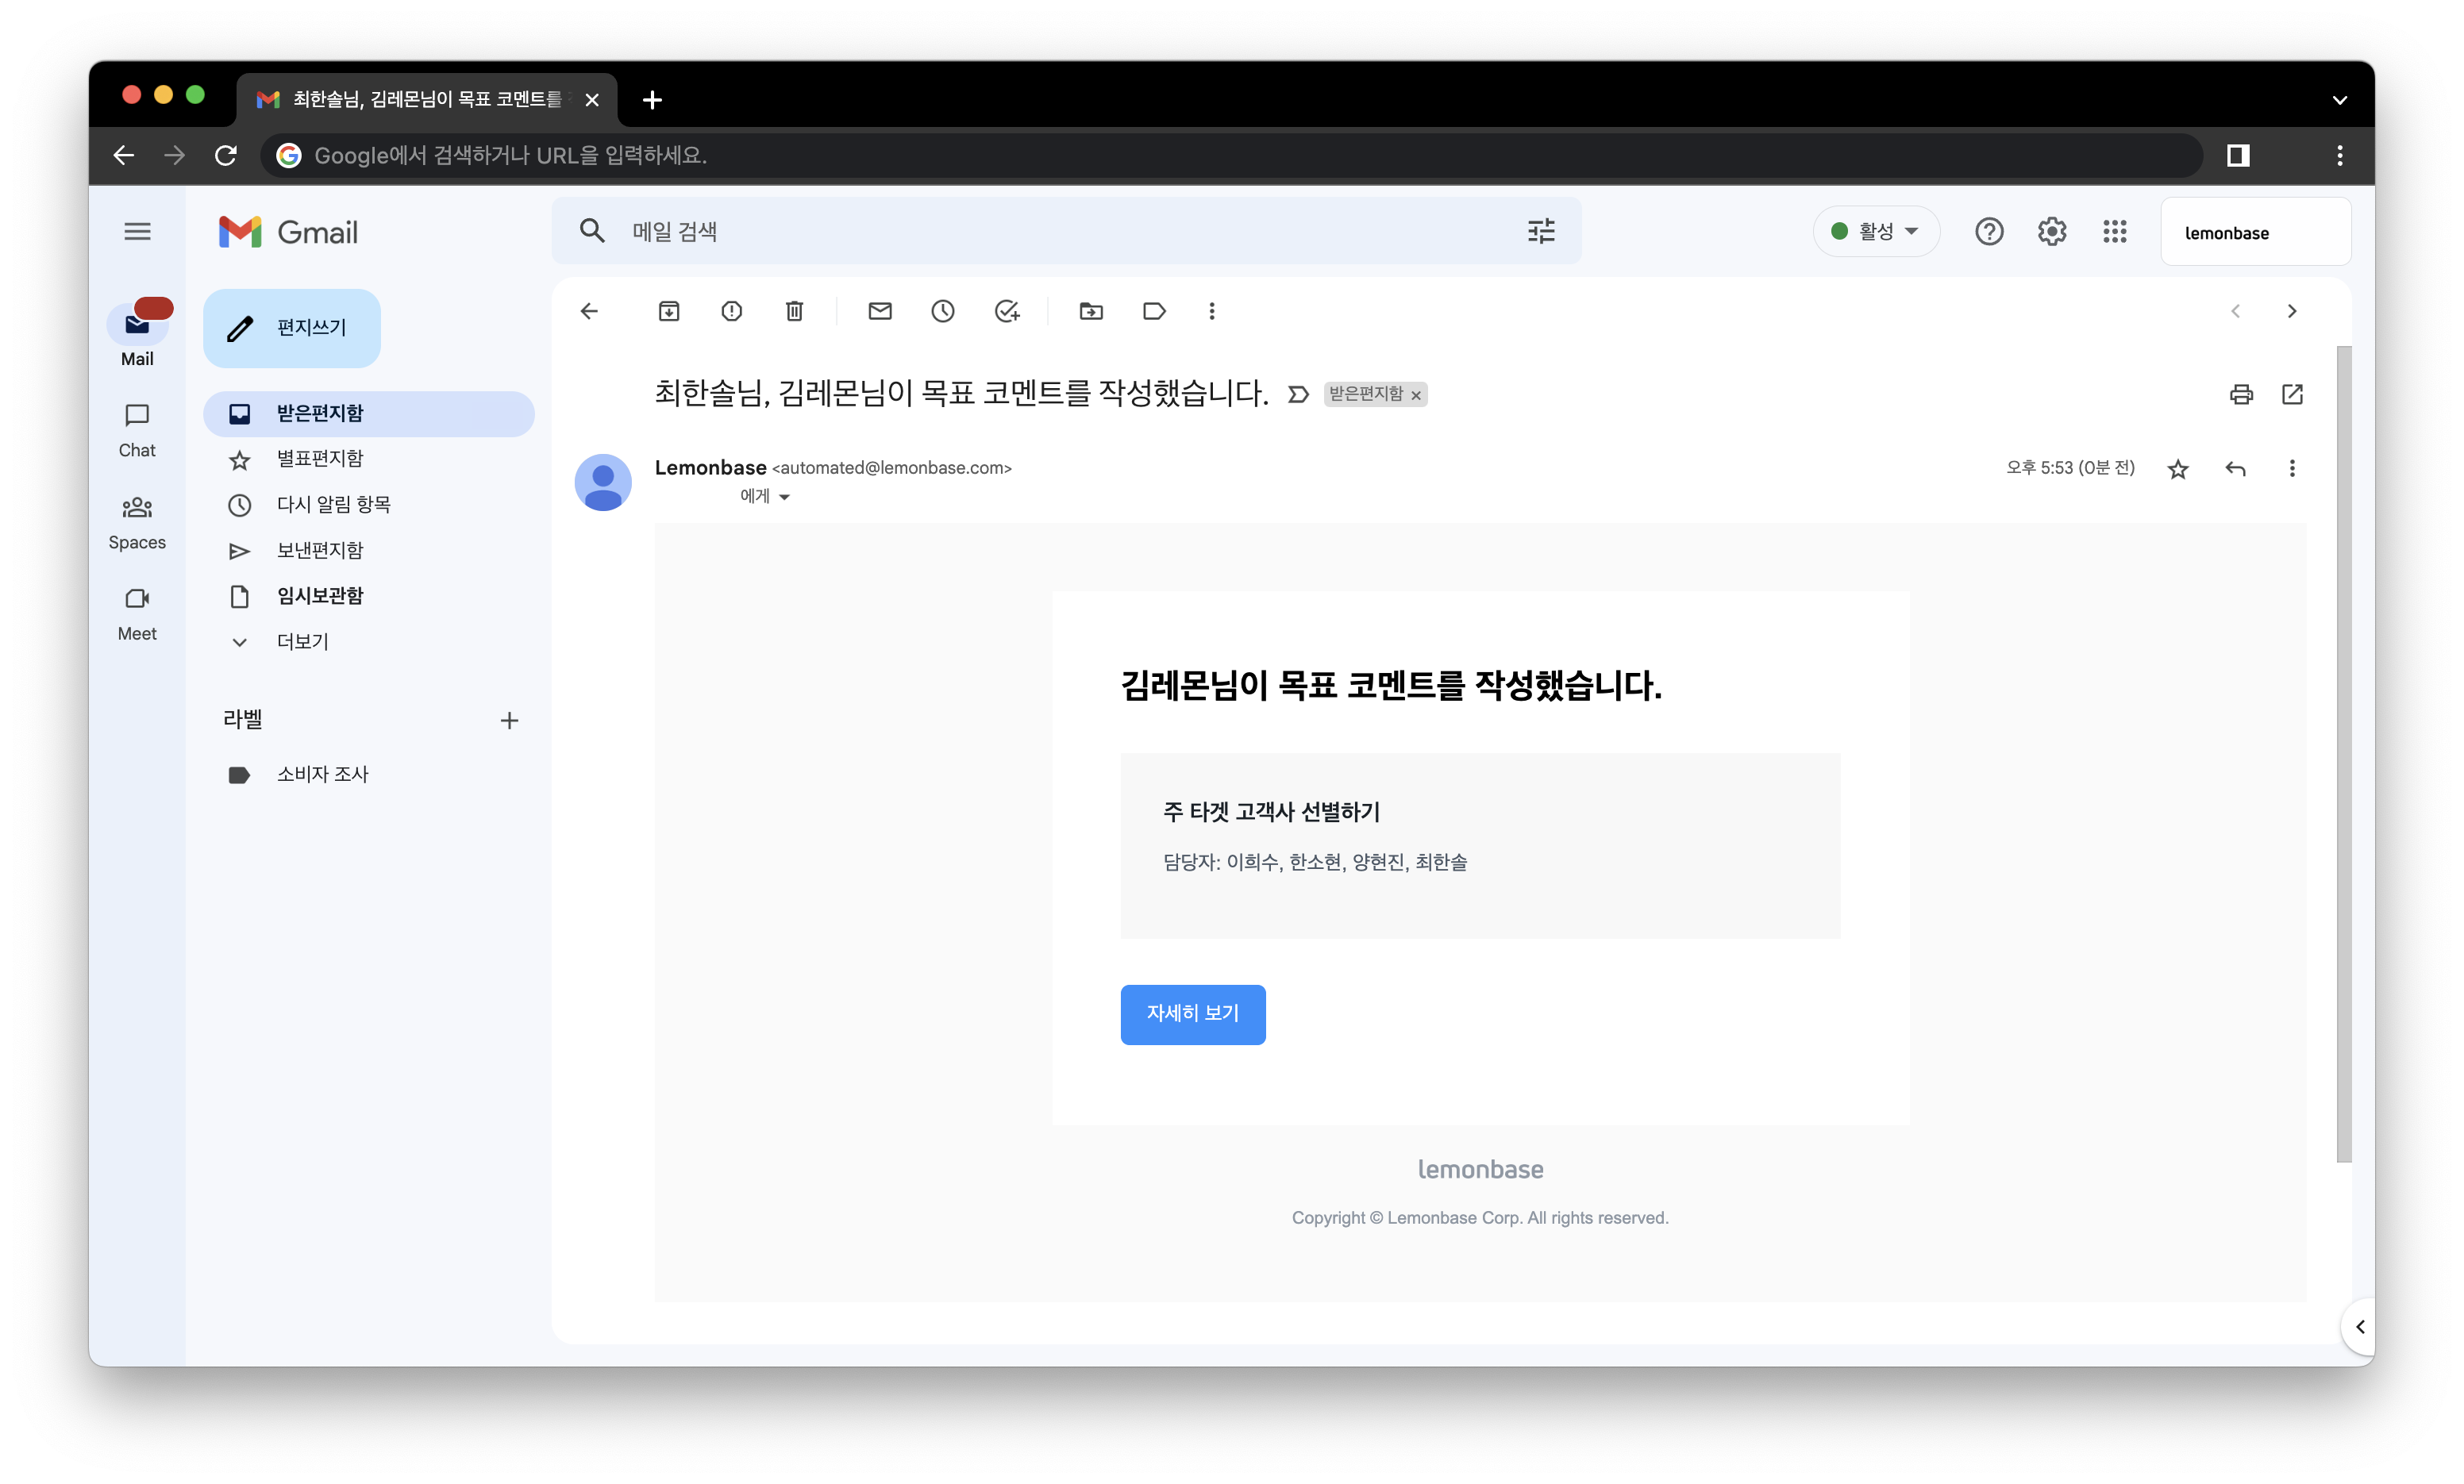 최한솔님, 김레몬님이 목표 코멘트를
Google에서 검색하거나 URL을 입력하세요.
Gmail
메일 검색
활성
lemonbase
Mail
Chat
Spaces
Meet
편지쓰기
받은편지함
별표편지함
다시 알림 항목
보낸편지함
임시보관함
더보기
라벨
소비자 조사
최한솔님, 김레몬님이 목표 코멘트를 작성했습니다. 받은편지함
Lemonbase <automated@lemonbase.com>
오후 5:53 (0분 전)
에게
김레몬님이 목표 코멘트를 작성했습니다.
주 타겟 고객사 선별하기
담당자: 이희수, 한소현, 양현진, 최한솔
자세히 보기
lemonbase
Copyright © Lemonbase Corp. All rights reserved.